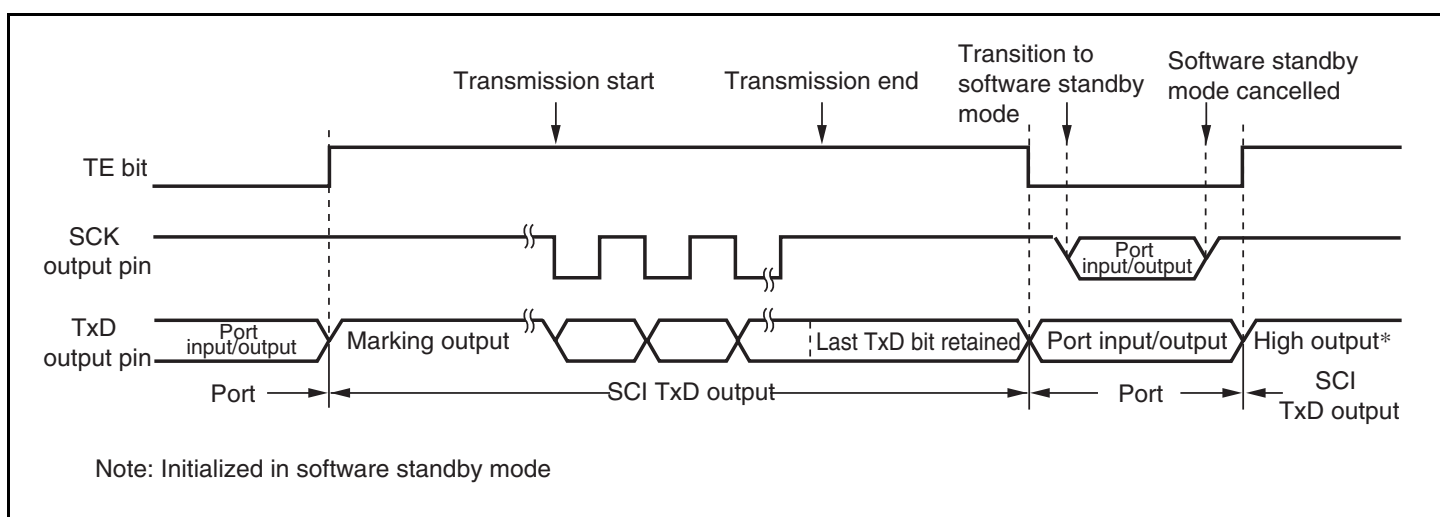 Transmission start
Transmission end
Transition to
software standby
mode
Software standby
mode cancelled
TE bit
SCK
output pin
Port
input/output
TxD
output pin
Port
input/output
Marking output
Last TxD bit retained
Port input/output
High output*
Port
SCI TxD output
Port
SCI
TxD output
Note: Initialized in software standby mode